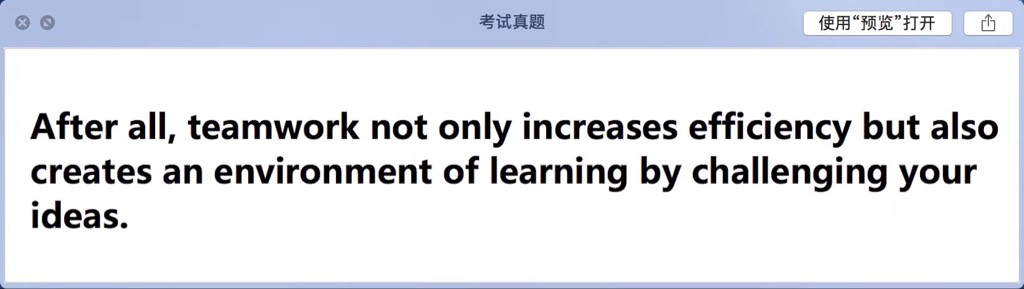 考试真题
使用“预览”打开
After all, teamwork not only increases efficiency but also
creates an environment of learning by challenging your
ideas.